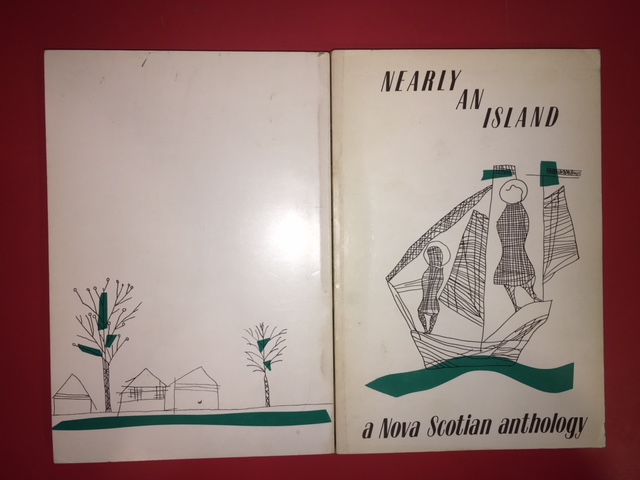 NEARLY
AN
ISLAND
a Nova Scotian anthology